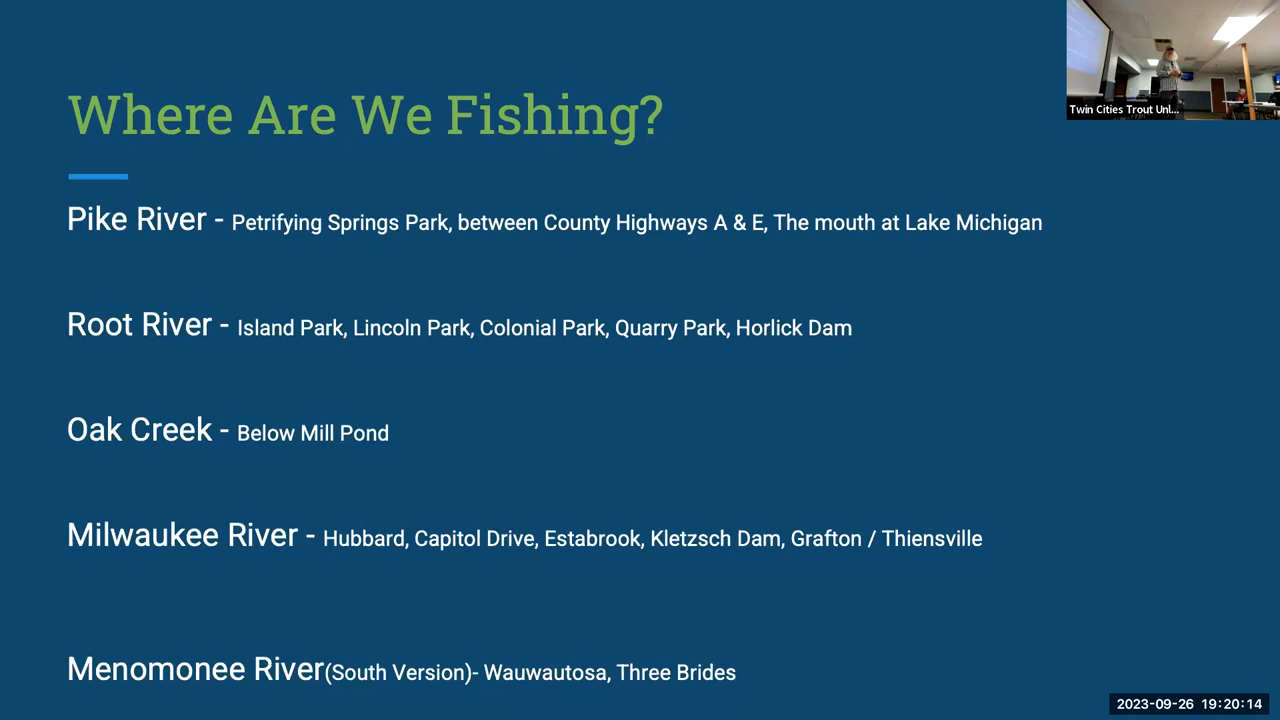 Where Are We Fishing?
Twin Cities Trout Unl...
Pike River - Petrifying Springs Park, between County Highways A & E, The mouth at Lake Michigan
Root River - Island Park, Lincoln Park, Colonial Park, Quarry Park, Horlick Dam
Oak Creek - Below Mill Pond
Milwaukee River - Hubbard, Capitol Drive, Estabrook, Kletzsch Dam, Grafton / Thiensville
Menomonee River(South Version)- Wauwautosa, Three Brides
2023-09-26 19:20:14